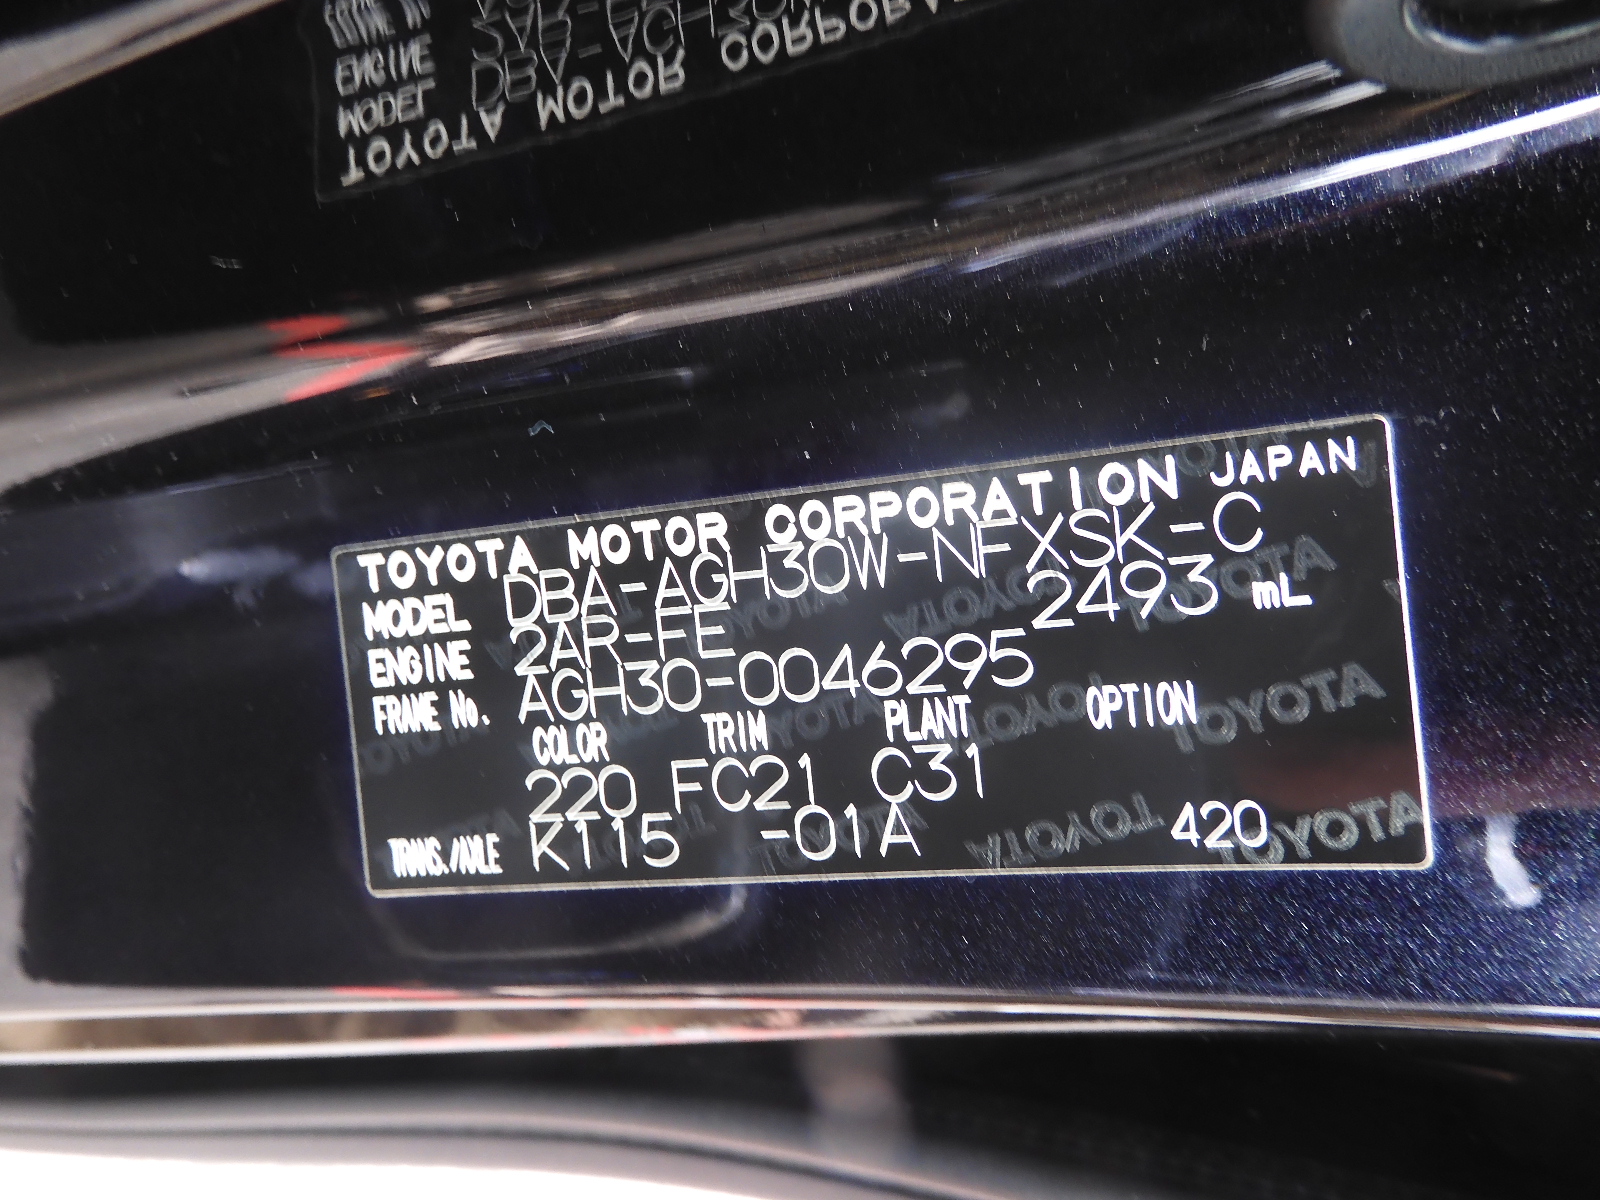 TOYOTA MOTOR CORPORATION JAPAN
MODEL DBA-AGH30W-NFXSK-C
ENGINE 2AR-FE 2493 mL
FRAME No. AGH30-0046295
COLOR TRIM PLANT OPTION
220 FC21 C31
TRANS./AXLE K115 -01A 420